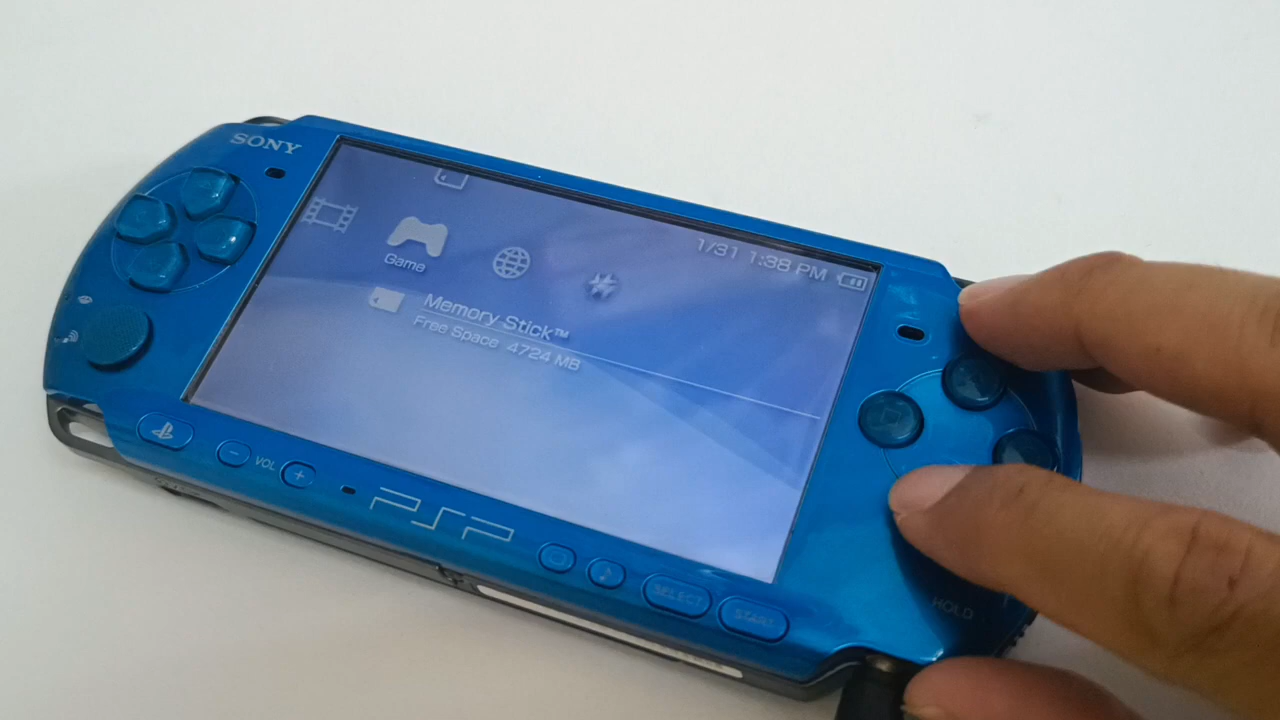 SONY
1/31 1:38 PM
Game
Memory Stick™
Free Space 4724 MB
VOL
PSP
SELECT
START
HOLD